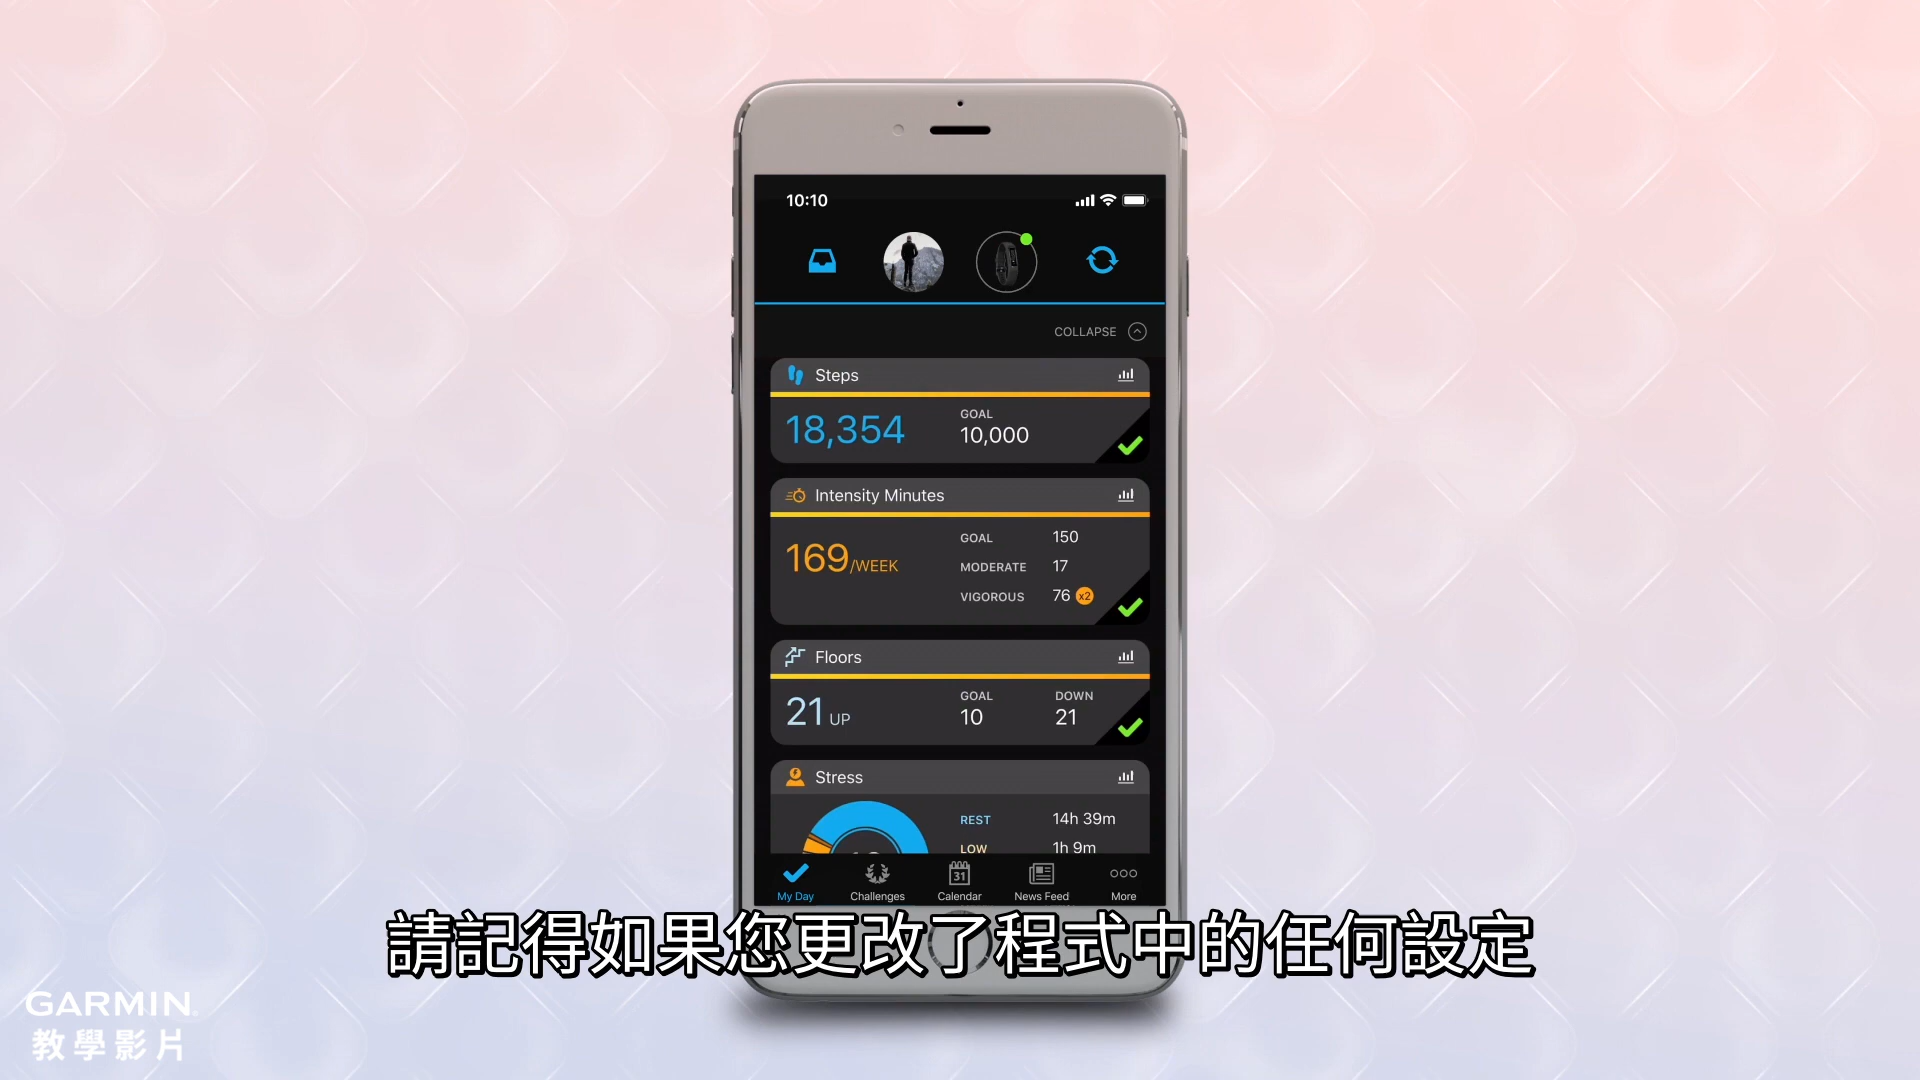 10:10
COLLAPSE
Steps
18,354
GOAL
10,000
Intensity Minutes
169/WEEK
GOAL 150
MODERATE 17
VIGOROUS 76 x2
Floors
21 UP
GOAL
10
DOWN
21
Stress
REST 14h 39m
LOW 1h 9m
My Day
Challenges
31
Calendar
News Feed
More
請記得如果您更改了程式中的任何設定
GARMIN
教學影片